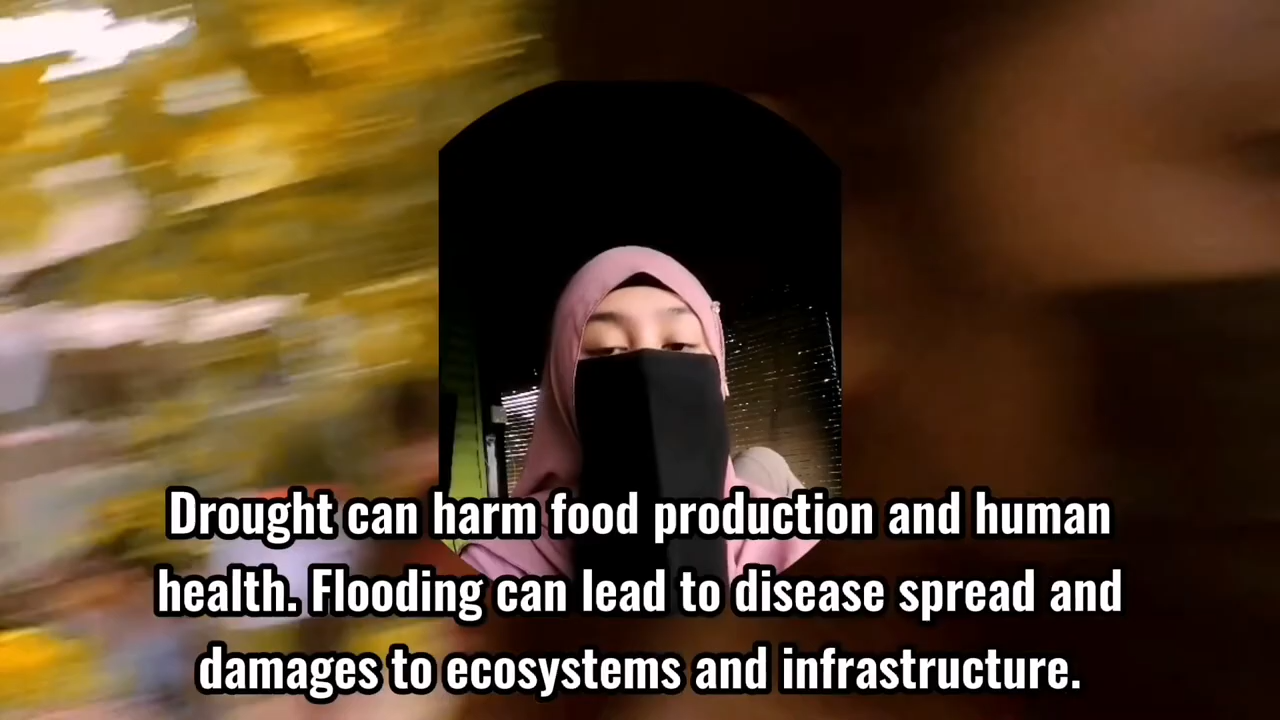 Drought can harm food production and human
health. Flooding can lead to disease spread and
damages to ecosystems and infrastructure.